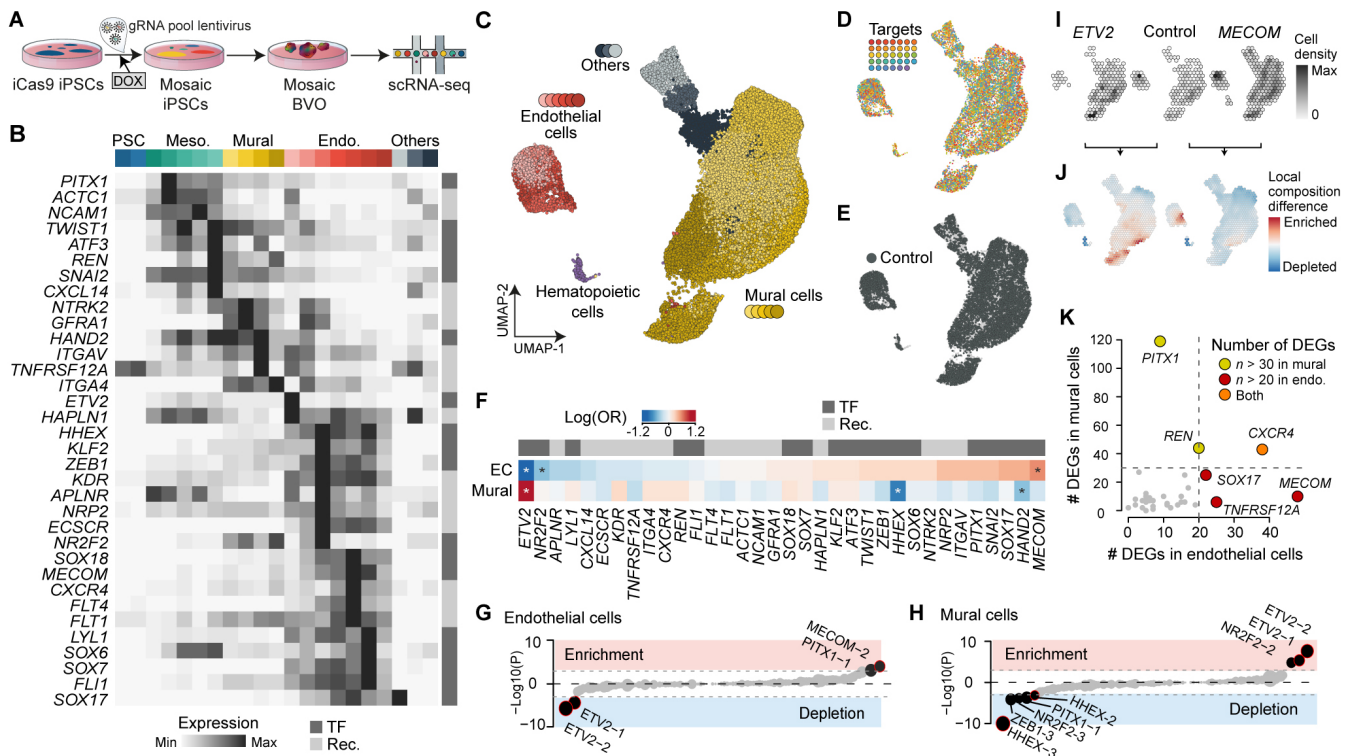 A
gRNA pool lentivirus
DOX
iCas9 iPSCs
Mosaic
iPSCs
Mosaic
BVO
scRNA-seq
B
PSC Meso. Mural Endo. Others
PITX1
ACTC1
NCAM1
TWIST1
ATF3
REN
SNAI2
CXCL14
NTRK2
GFRA1
HAND2
ITGAV
TNFRSF12A
ITGA4
ETV2
HAPLN1
HHEX
KLF2
ZEB1
KDR
APLNR
NRP2
ECSCR
NR2F2
SOX18
MECOM
CXCR4
FLT4
FLT1
LYL1
SOX6
SOX7
FLI1
SOX17
Expression
Min Max
TF
Rec.
C
Others
Endothelial
cells
Hematopoietic
cells
Mural cells
UMAP-2
UMAP-1
D
Targets
E
Control
F
Log(OR)
-1.2 0 1.2
TF
Rec.
EC
* * *
Mural
* * *
ETV2
NR2F2
APLNR
LYL1
CXCL14
ECSCR
KDR
TNFRSF12A
ITGA4
CXCR4
REN
FLI1
FLT4
FLT1
ACTC1
NCAM1
GFRA1
SOX18
SOX7
HAPLN1
KLF2
ATF3
TWIST1
ZEB1
HHEX
SOX6
NTRK2
NRP2
ITGAV
PITX1
SNAI2
SOX17
HAND2
MECOM
G Endothelial cells
−Log10(P)
10
0
−10
Enrichment
Depletion
MECOM−2
PITX1−1
ETV2−1
ETV2−2
H Mural cells
−Log10(P)
10
0
−10
Enrichment
Depletion
ETV2−2
ETV2−1
NR2F2−2
HHEX−2
PITX1−1
NR2F2−3
ZEB1−3
HHEX−3
I
ETV2 Control MECOM
Cell
density
Max
0
J
Local
composition
difference
Enriched
Depleted
K
# DEGs in mural cells
120
100
80
60
40
20
0
0 20 40
# DEGs in endothelial cells
Number of DEGs
n > 30 in mural
n > 20 in endo.
Both
PITX1
REN
CXCR4
SOX17
MECOM
TNFRSF12A